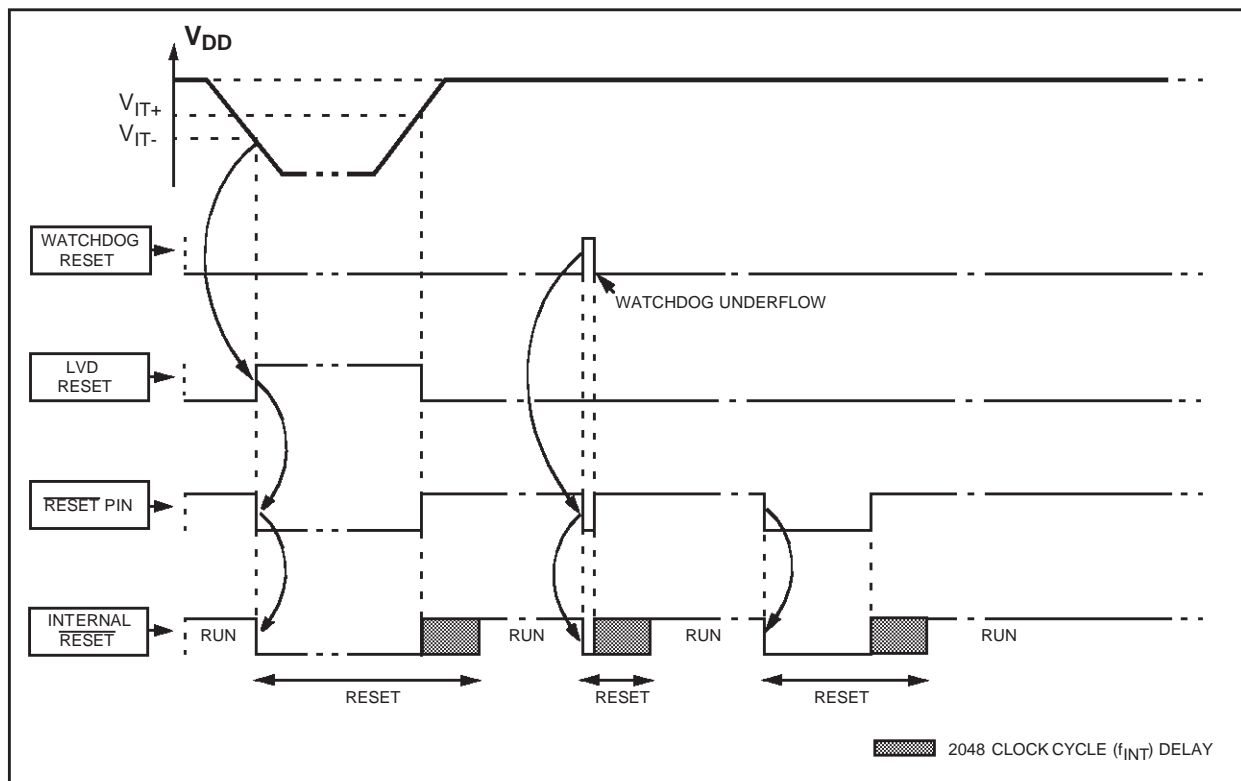 VDD
VIT+
VIT-
WATCHDOG
RESET
WATCHDOG UNDERFLOW
LVD
RESET
RESET PIN
INTERNAL
RESET
RUN
RUN
RUN
RUN
RESET
RESET
RESET
2048 CLOCK CYCLE (fINT) DELAY